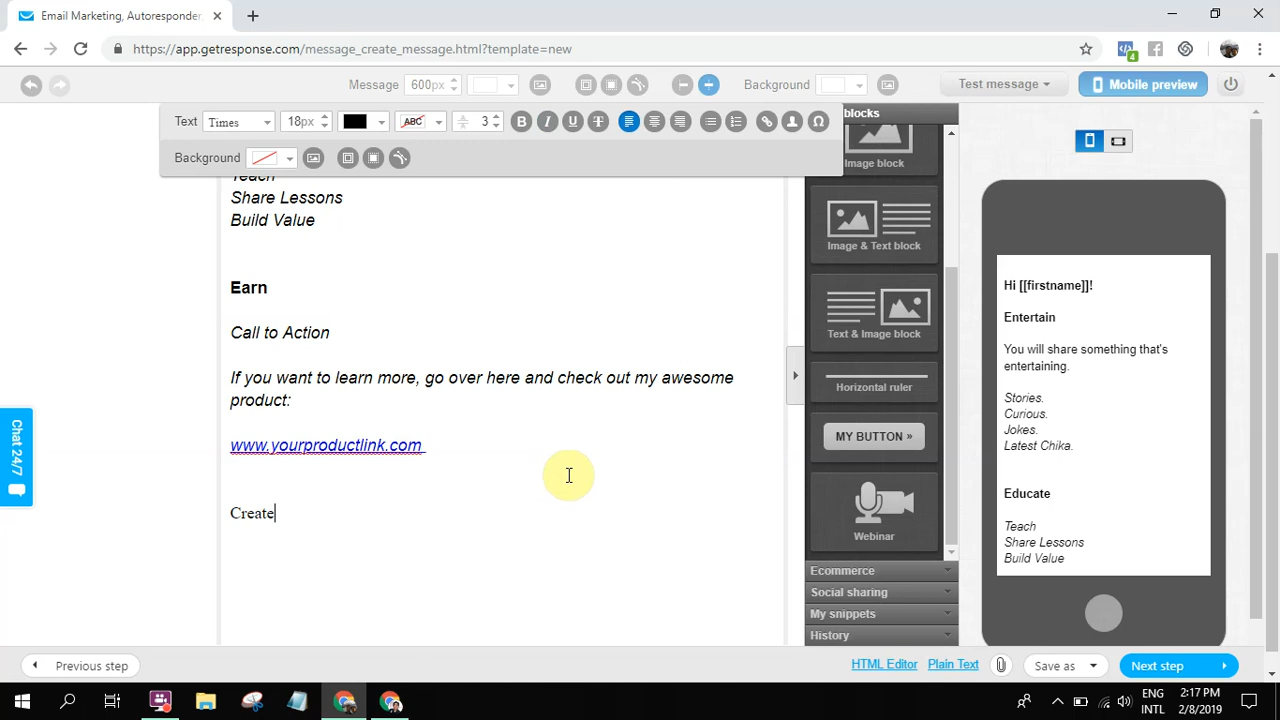 Email Marketing, Autoresponder,
https://app.getresponse.com/message_create_message.html?template=new
4
Message 600px Background Test message Mobile preview
Text Times 18px ABC 3 B I U T Ω
Background
blocks
Teach
Share Lessons
Build Value
Earn
Call to Action
If you want to learn more, go over here and check out my awesome
product:
www.yourproductlink.com
Create
Chat 24/7
Image block
Image & Text block
Text & Image block
Horizontal ruler
MY BUTTON »
Webinar
Ecommerce
Social sharing
My snippets
History
Hi [[firstname]]!
Entertain
You will share something that's
entertaining.
Stories.
Curious.
Jokes.
Latest Chika.
Educate
Teach
Share Lessons
Build Value
Previous step
HTML Editor Plain Text Save as Next step
ENG 2:17 PM
INTL 2/8/2019